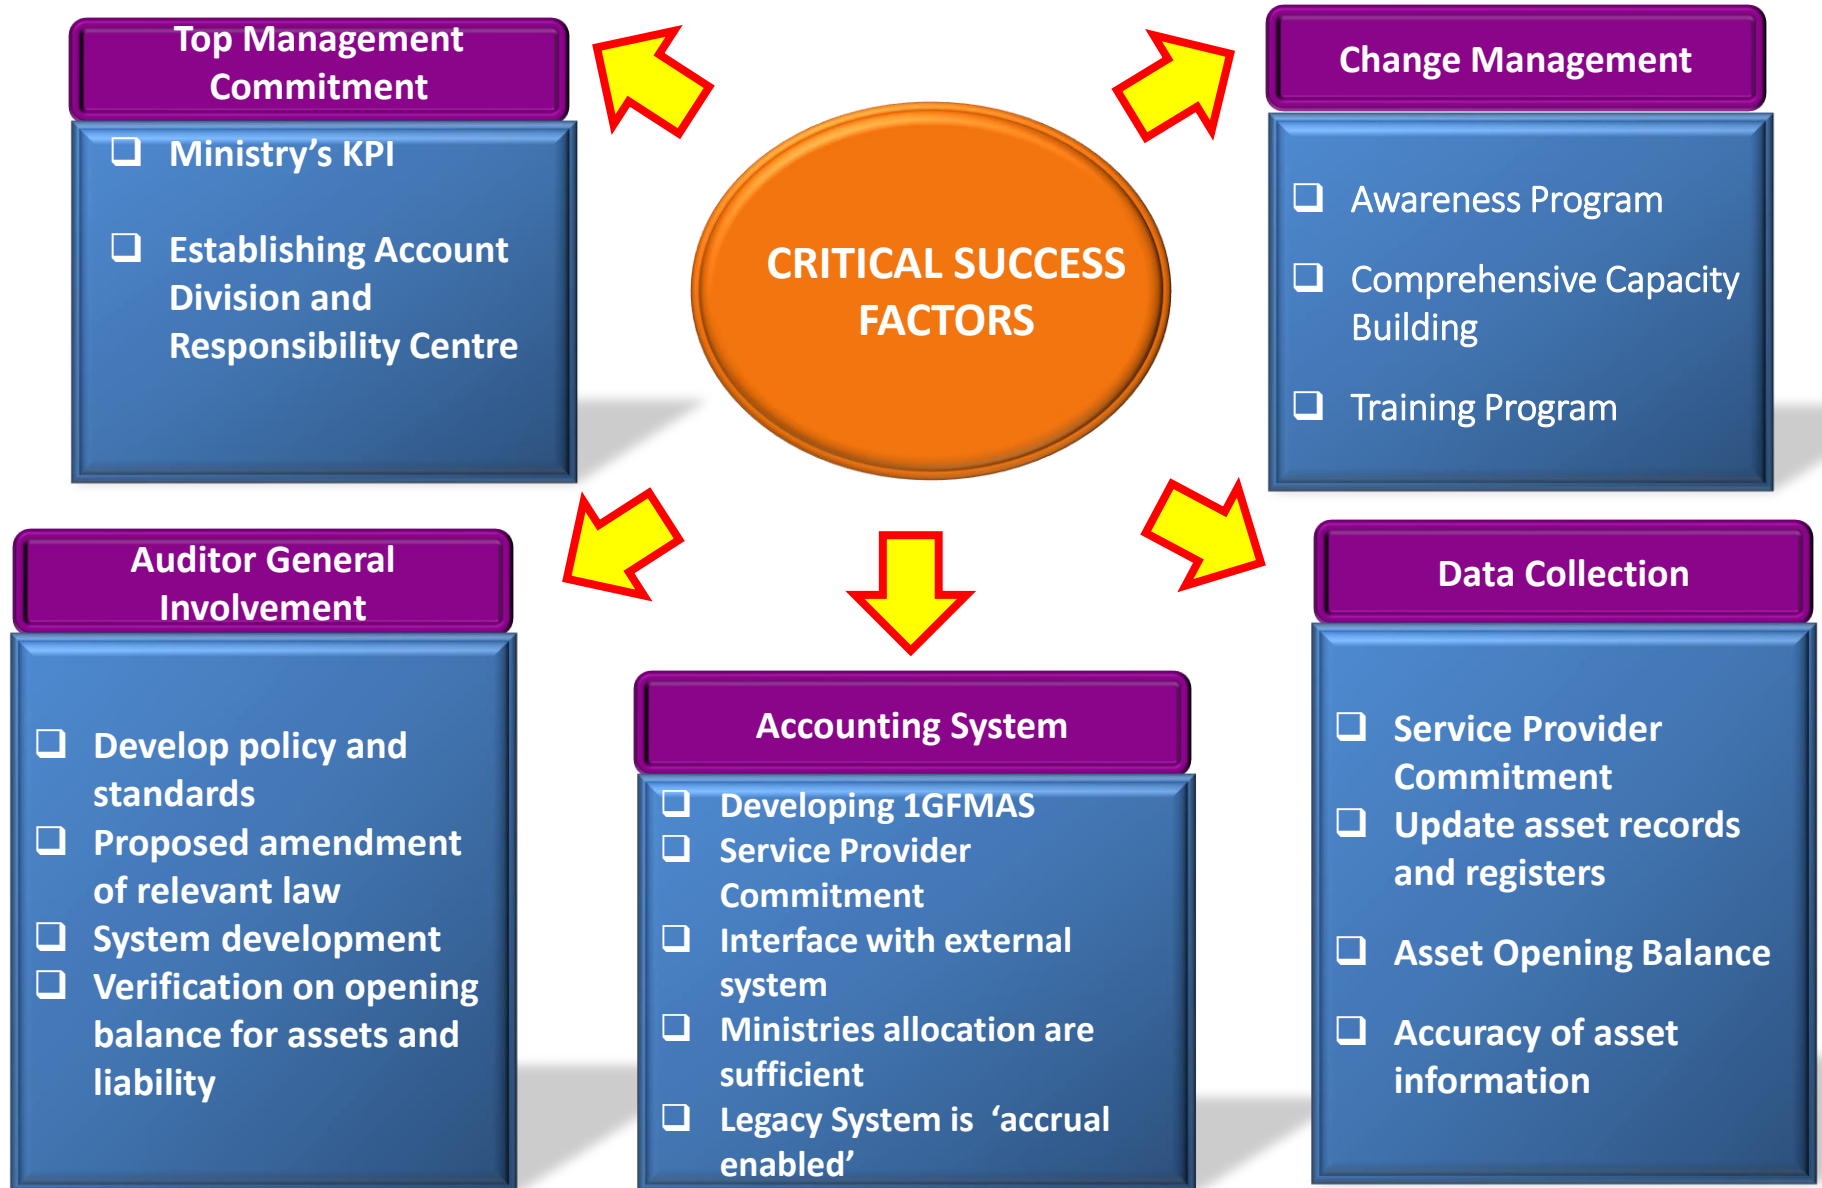 Top Management
Commitment
❑ Ministry’s KPI
❑ Establishing Account
Division and
Responsibility Centre
CRITICAL SUCCESS
FACTORS
Change Management
❑ Awareness Program
❑ Comprehensive Capacity
Building
❑ Training Program
Auditor General
Involvement
❑ Develop policy and
standards
❑ Proposed amendment
of relevant law
❑ System development
❑ Verification on opening
balance for assets and
liability
Accounting System
❑ Developing 1GFMAS
❑ Service Provider
Commitment
❑ Interface with external
system
❑ Ministries allocation are
sufficient
❑ Legacy System is ‘accrual
enabled’
Data Collection
❑ Service Provider
Commitment
❑ Update asset records
and registers
❑ Asset Opening Balance
❑ Accuracy of asset
information